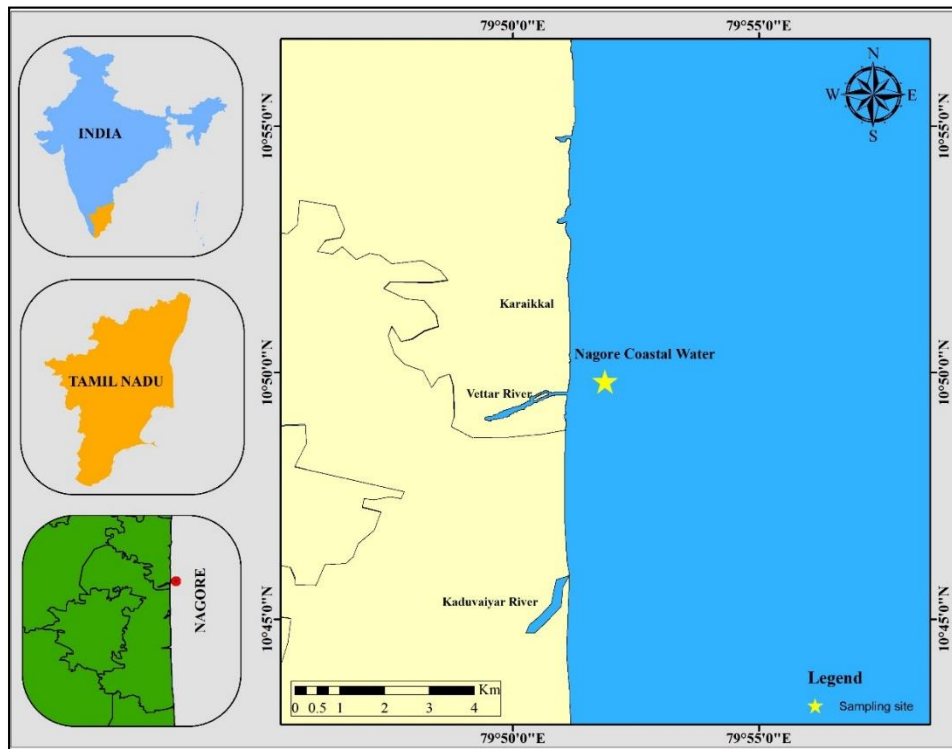 INDIA
TAMIL NADU
NAGORE
79°50'0"E
79°55'0"E
10°55'0"N
10°55'0"N
N
W
E
S
Karaikkal
Nagore Coastal Water
10°50'0"N
10°50'0"N
Vettar River
Kaduvaiyar River
10°45'0"N
10°45'0"N
Km
0 0.5 1 2 3 4
Legend
Sampling site
79°50'0"E
79°55'0"E